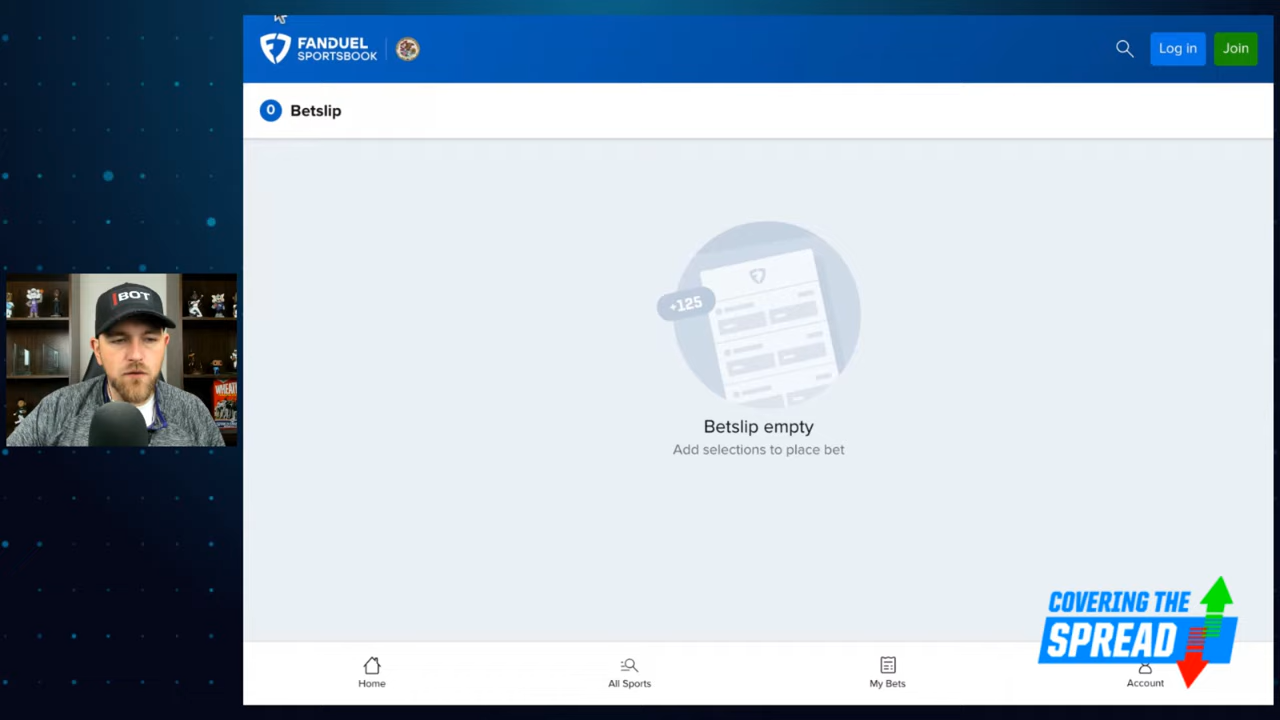 FANDUEL
SPORTSBOOK
Log in
Join
0 Betslip
+125
Betslip empty
Add selections to place bet
BOT
WHEATI
COVERING THE
SPREAD
Home
All Sports
My Bets
Account